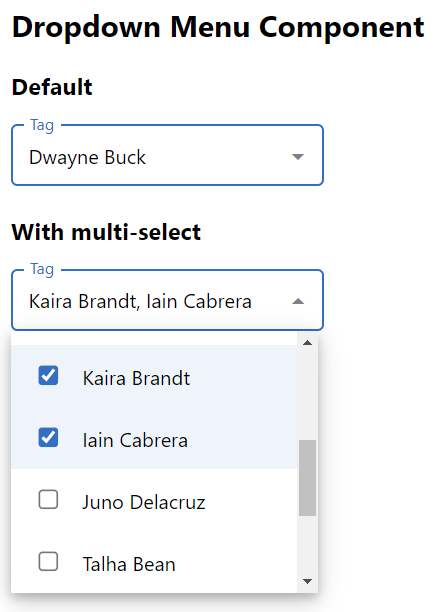 Dropdown Menu Component
Default
Tag
Dwayne Buck
With multi-select
Tag
Kaira Brandt, Iain Cabrera
Kaira Brandt
Iain Cabrera
Juno Delacruz
Talha Bean